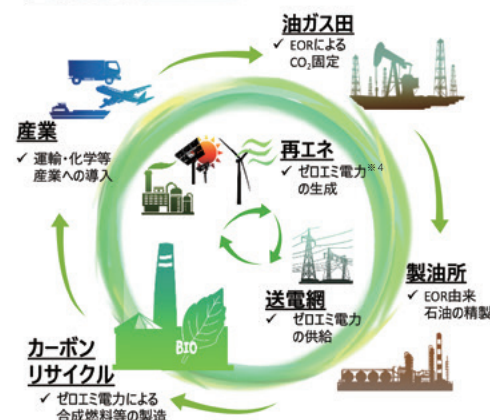 油ガス田
✓ EORによる
CO₂固定
産業
✓ 運輸・化学等
産業への導入
再エネ
✓ ゼロエミ電力※4
の生成
送電網
✓ ゼロエミ電力
の供給
製油所
✓ EOR由来
石油の精製
カーボン
リサイクル
✓ ゼロエミ電力による
合成燃料等の製造
BIO